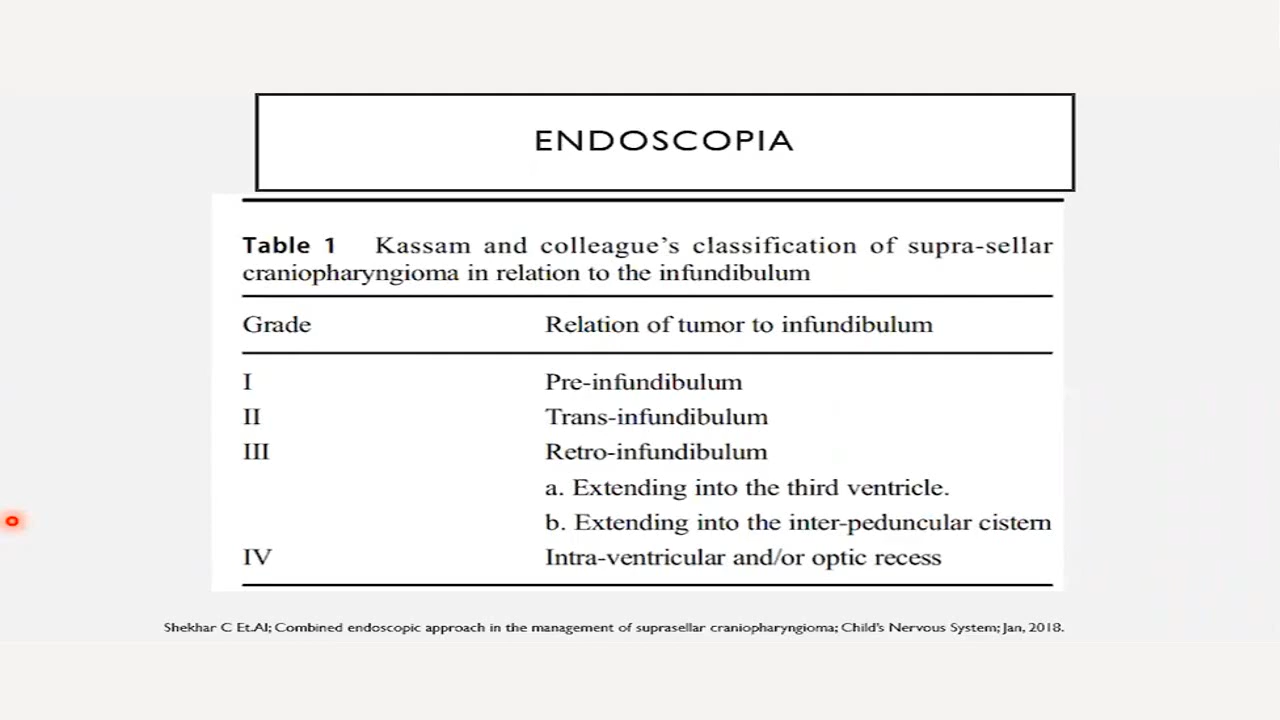 ENDOSCOPIA
Table 1 Kassam and colleague's classification of supra-sellar
craniopharyngioma in relation to the infundibulum
Grade Relation of tumor to infundibulum
I Pre-infundibulum
II Trans-infundibulum
III Retro-infundibulum
a. Extending into the third ventricle.
b. Extending into the inter-peduncular cistern
IV Intra-ventricular and/or optic recess
Shekhar C Et.Al; Combined endoscopic approach in the management of suprasellar craniopharyngioma; Child's Nervous System; Jan, 2018.